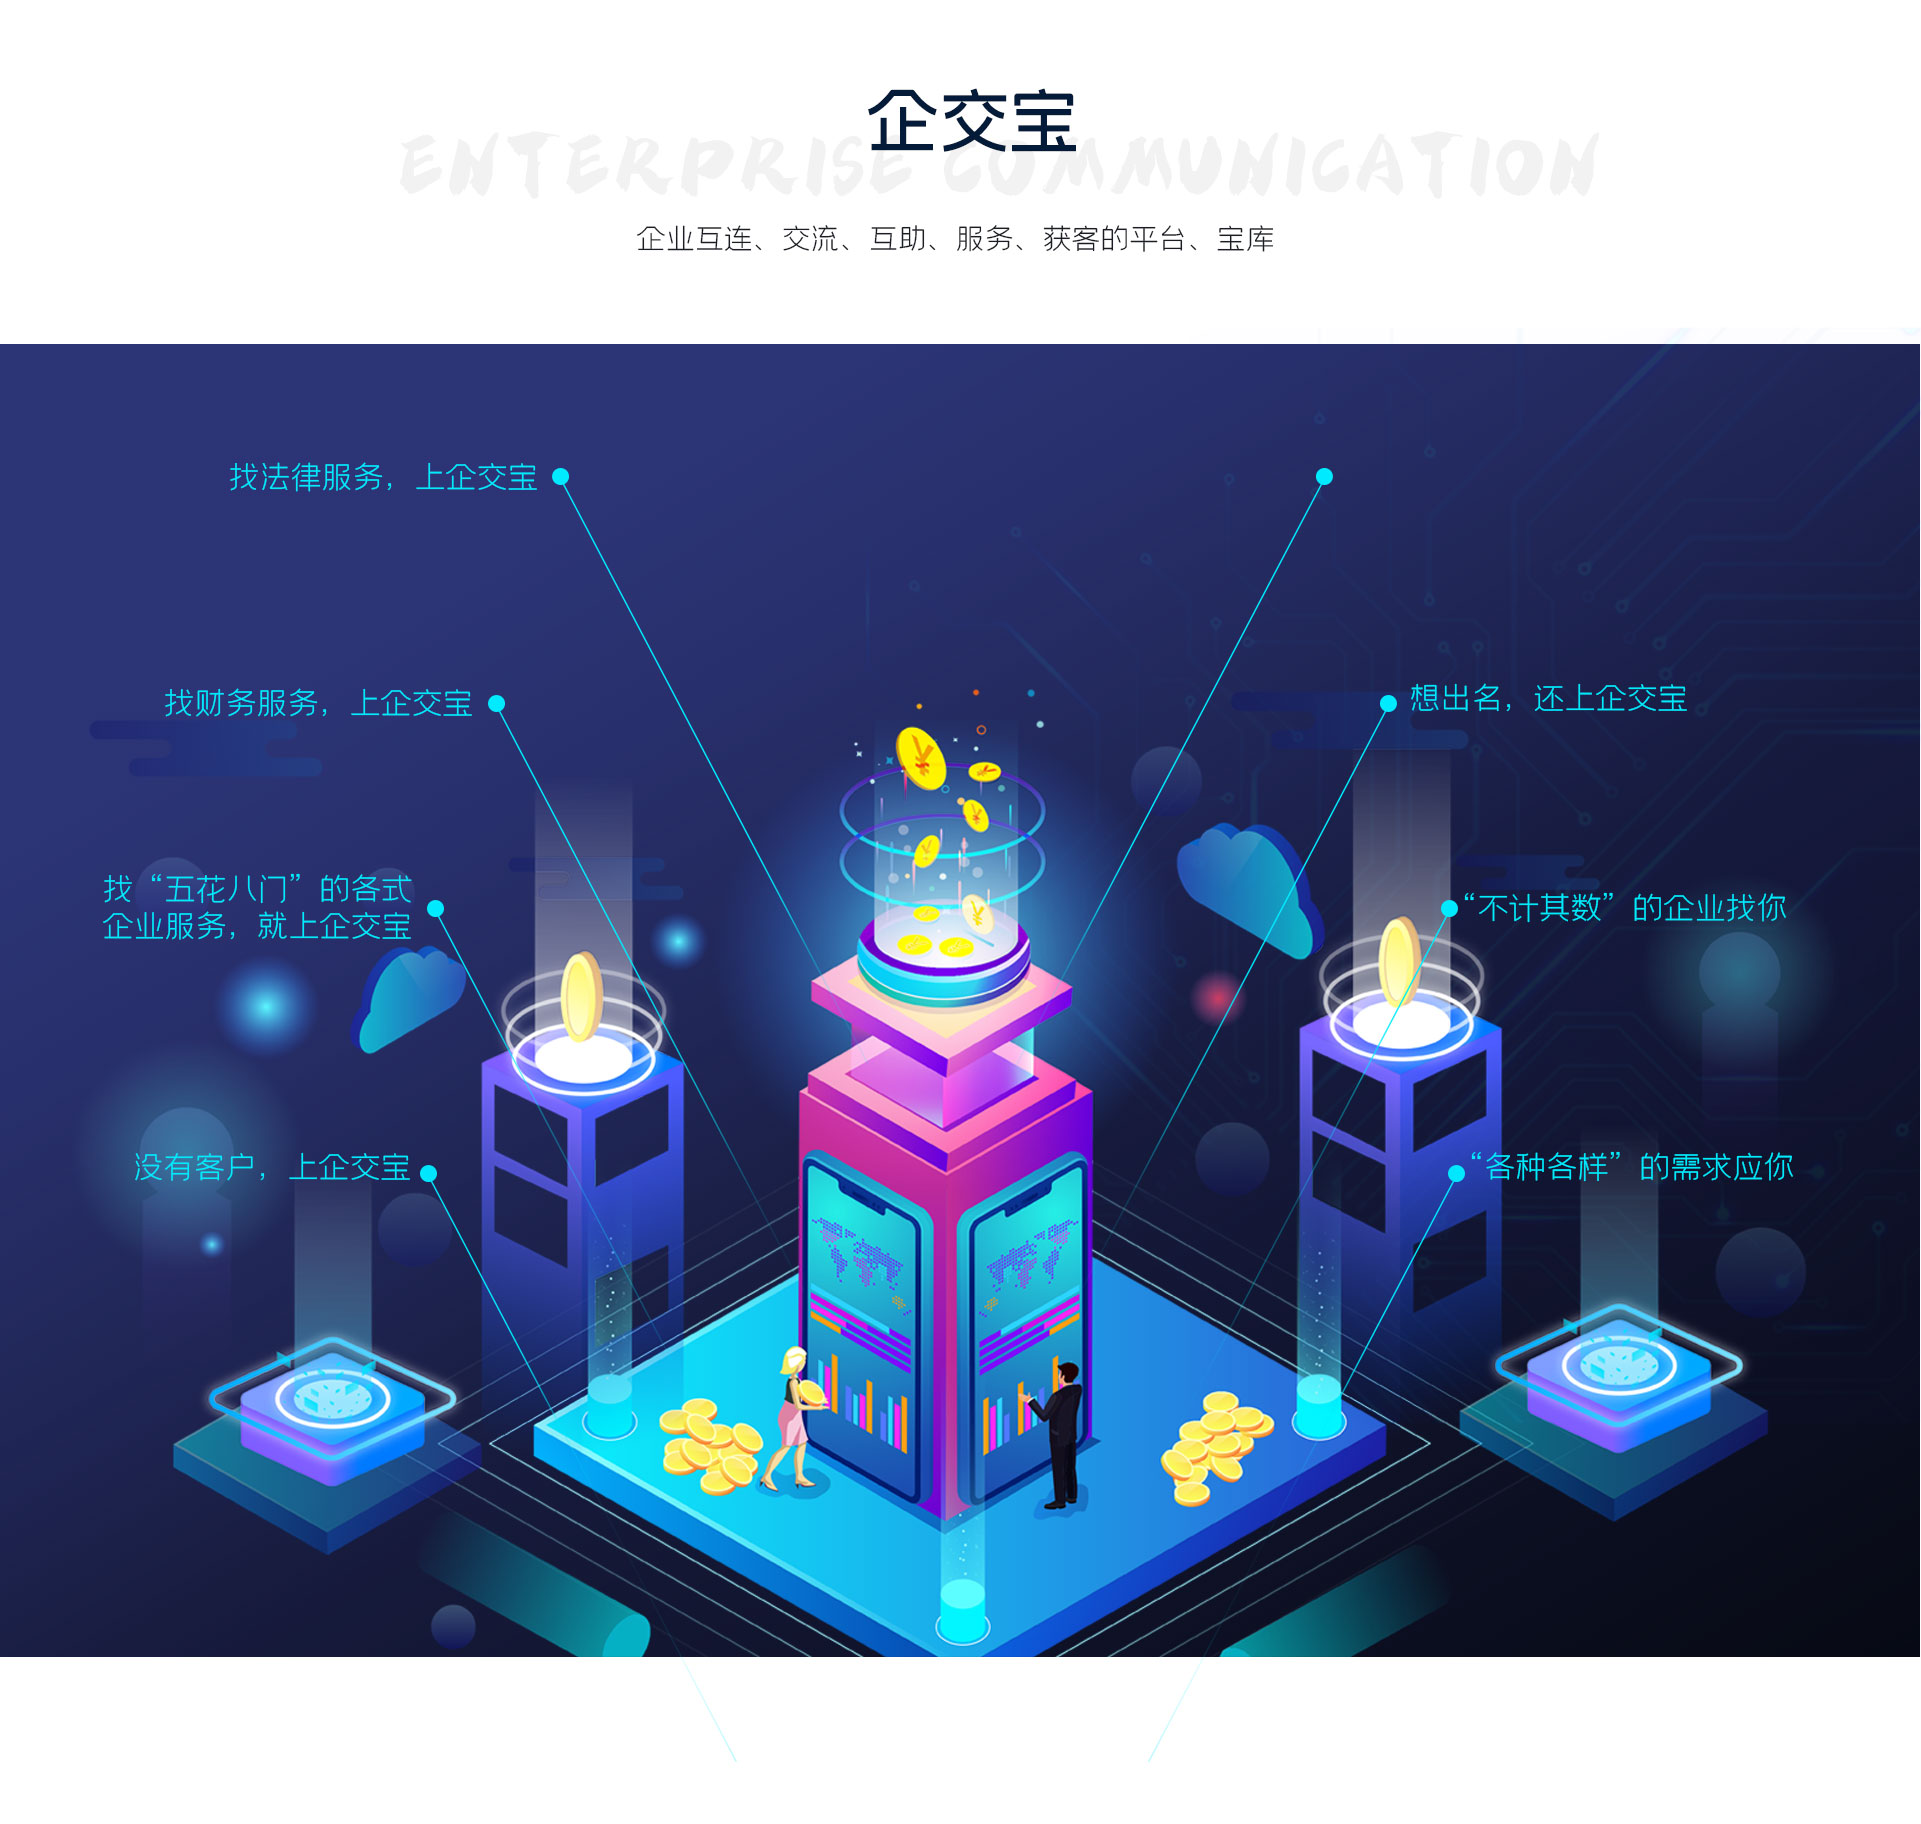 企交宝
ENTERPRISE COMMUNICATION
企业互连、交流、互助、服务、获客的平台、宝库
找法律服务，上企交宝
找财务服务，上企交宝
想出名，还上企交宝
找“五花八门”的各式
企业服务，就上企交宝
“不计其数”的企业找你
没有客户，上企交宝
“各种各样”的需求应你